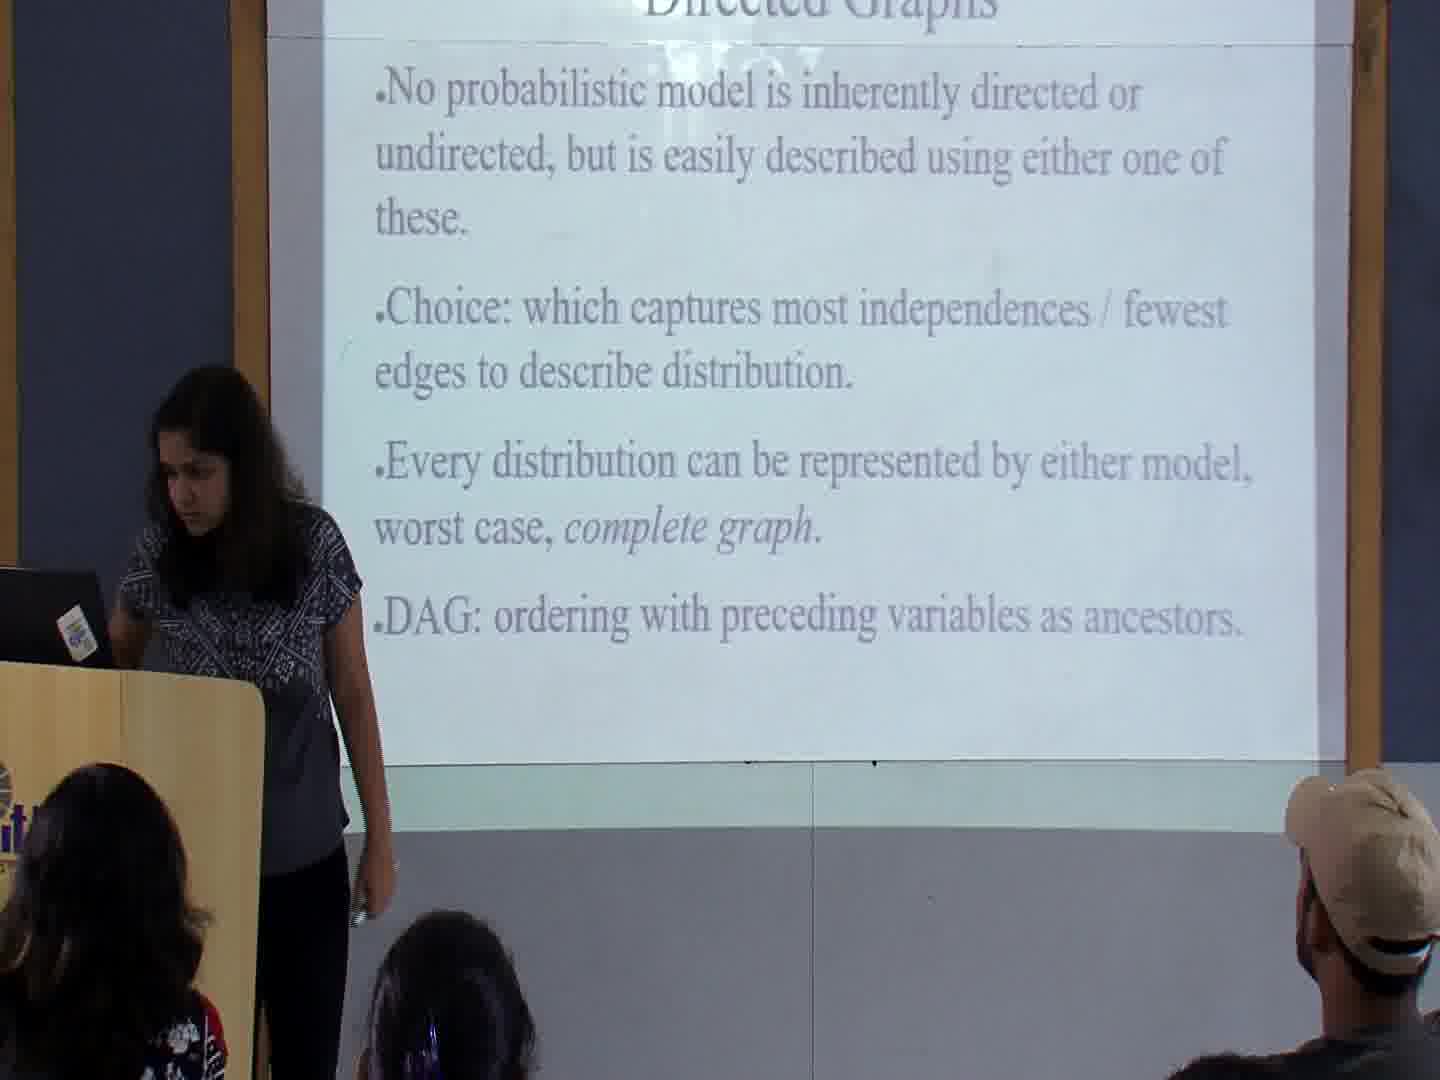 Directed Graphs
•No probabilistic model is inherently directed or
undirected, but is easily described using either one of
these.
•Choice: which captures most independences / fewest
edges to describe distribution.
•Every distribution can be represented by either model,
worst case, complete graph.
•DAG: ordering with preceding variables as ancestors.